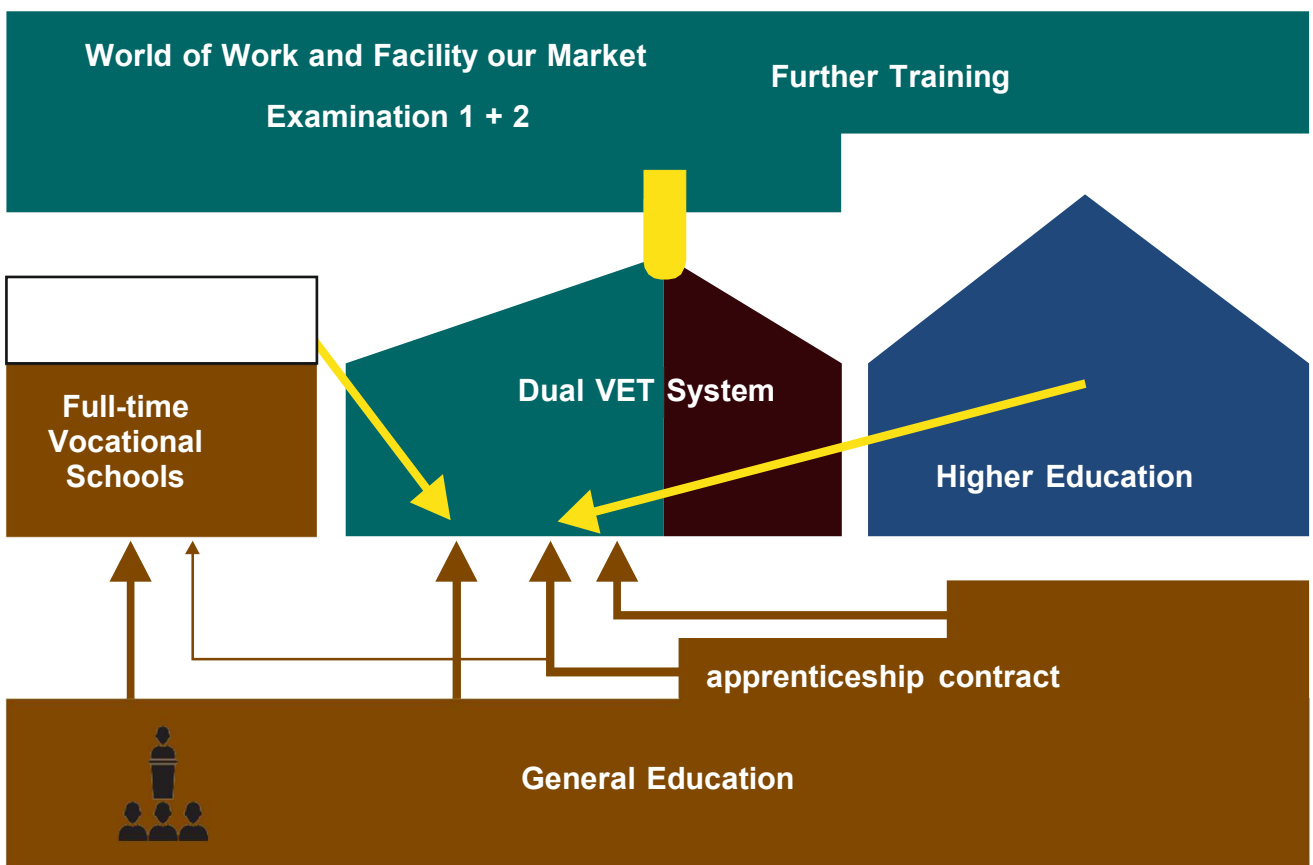 World of Work and Facility our Market
Further Training
Examination 1 + 2
Dual VET System
Full-time
Vocational
Schools
Higher Education
apprenticeship contract
General Education